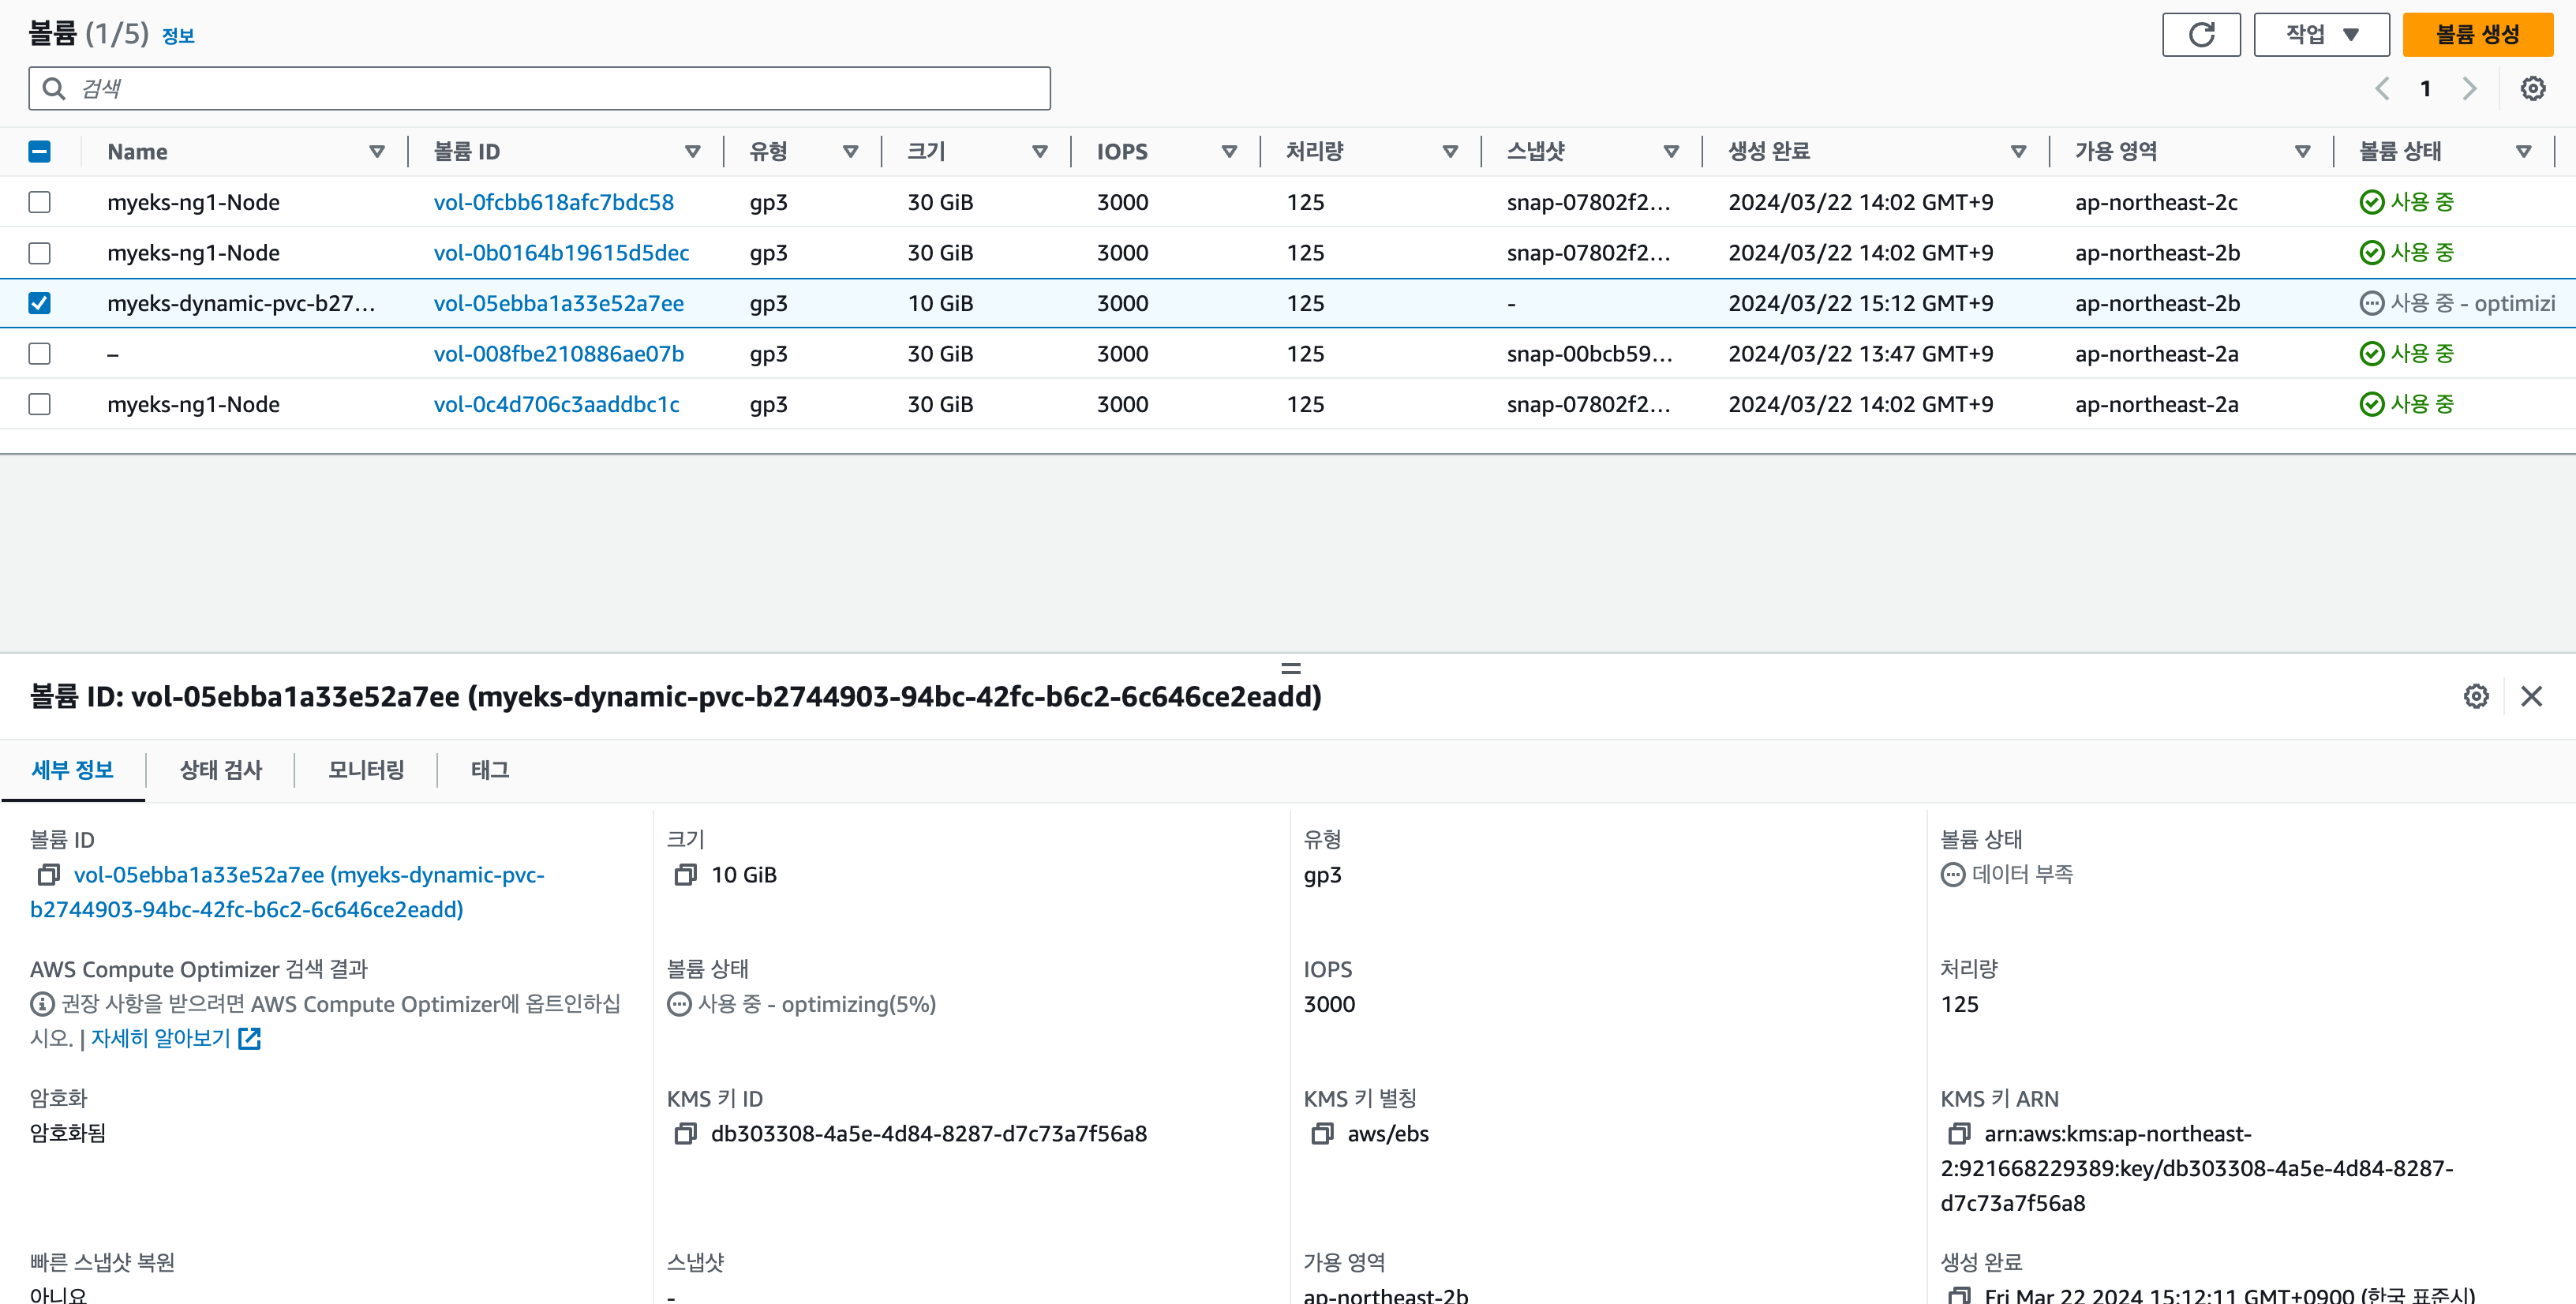 볼륨 (1/5) 정보
작업 볼륨 생성
검색
1
Name 볼륨 ID 유형 크기 IOPS 처리량 스냅샷 생성 완료 가용 영역 볼륨 상태
myeks-ng1-Node vol-0fcbb618afc7bdc58 gp3 30 GiB 3000 125 snap-07802f2... 2024/03/22 14:02 GMT+9 ap-northeast-2c 사용 중
myeks-ng1-Node vol-0b0164b19615d5dec gp3 30 GiB 3000 125 snap-07802f2... 2024/03/22 14:02 GMT+9 ap-northeast-2b 사용 중
myeks-dynamic-pvc-b27... vol-05ebba1a33e52a7ee gp3 10 GiB 3000 125 - 2024/03/22 15:12 GMT+9 ap-northeast-2b 사용 중 - optimizi
– vol-008fbe210886ae07b gp3 30 GiB 3000 125 snap-00bcb59... 2024/03/22 13:47 GMT+9 ap-northeast-2a 사용 중
myeks-ng1-Node vol-0c4d706c3aaddbc1c gp3 30 GiB 3000 125 snap-07802f2... 2024/03/22 14:02 GMT+9 ap-northeast-2a 사용 중
볼륨 ID: vol-05ebba1a33e52a7ee (myeks-dynamic-pvc-b2744903-94bc-42fc-b6c2-6c646ce2eadd)
세부 정보 상태 검사 모니터링 태그
볼륨 ID
vol-05ebba1a33e52a7ee (myeks-dynamic-pvc-
b2744903-94bc-42fc-b6c2-6c646ce2eadd)
크기
10 GiB
유형
gp3
볼륨 상태
데이터 부족
AWS Compute Optimizer 검색 결과
권장 사항을 받으려면 AWS Compute Optimizer에 옵트인하십
시오. | 자세히 알아보기
볼륨 상태
사용 중 - optimizing(5%)
IOPS
3000
처리량
125
암호화
암호화됨
KMS 키 ID
db303308-4a5e-4d84-8287-d7c73a7f56a8
KMS 키 별칭
aws/ebs
KMS 키 ARN
arn:aws:kms:ap-northeast-
2:921668229389:key/db303308-4a5e-4d84-8287-
d7c73a7f56a8
빠른 스냅샷 복원
아니요
스냅샷
-
가용 영역
ap-northeast-2b
생성 완료
Fri Mar 22 2024 15:12:11 GMT+0900 (한국 표준시)